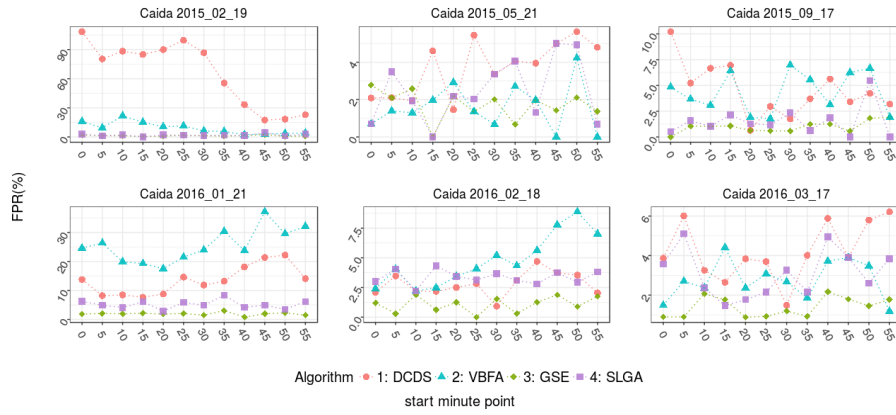 Caida 2015_02_19
Caida 2015_05_21
Caida 2015_09_17
90
60
30
0
0 5 10 15 20 25 30 35 40 45 50 55
4
2
0
0 5 10 15 20 25 30 35 40 45 50 55
10.0
7.5
5.0
2.5
0.0
0 5 10 15 20 25 30 35 40 45 50 55
FPR(%)
Caida 2016_01_21
Caida 2016_02_18
Caida 2016_03_17
30
20
10
0
0 5 10 15 20 25 30 35 40 45 50 55
7.5
5.0
2.5
0.0
0 5 10 15 20 25 30 35 40 45 50 55
6
4
2
0 5 10 15 20 25 30 35 40 45 50 55
Algorithm 1: DCDS 2: VBFA 3: GSE 4: SLGA
start minute point